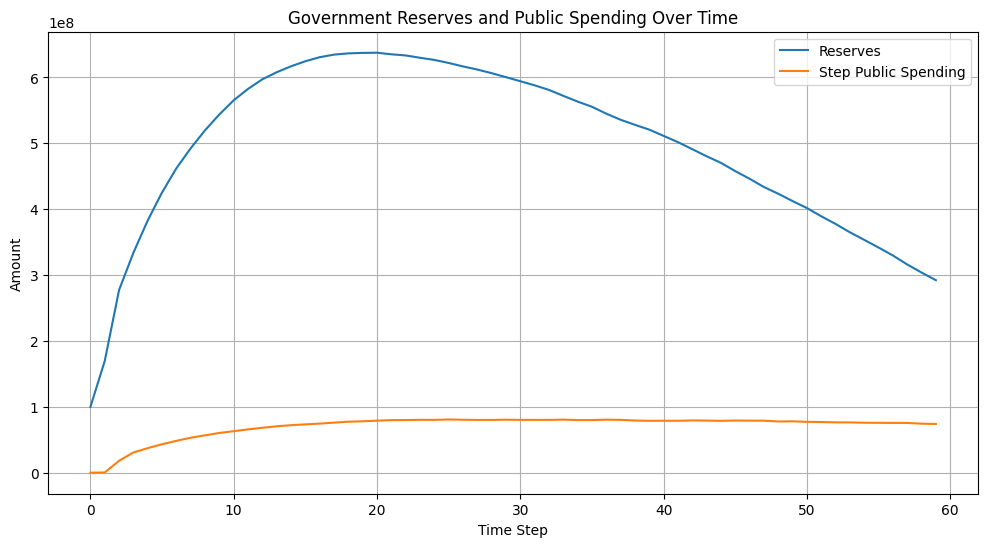 Government Reserves and Public Spending Over Time
1e8
Reserves
Step Public Spending
6
5
4
3
2
1
0
Amount
0 10 20 30 40 50 60
Time Step